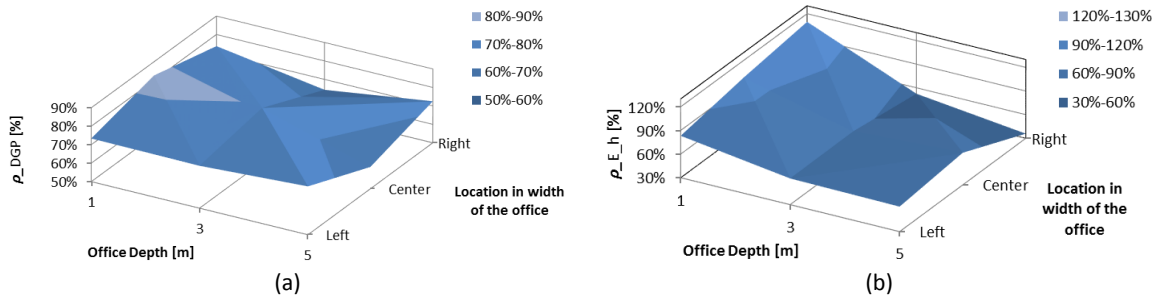 80%-90%
70%-80%
60%-70%
50%-60%
ρ_DGP [%]
90%
80%
70%
60%
50%
1
3
5
Office Depth [m]
Left
Center
Right
Location in width
of the office
(a)
120%-130%
90%-120%
60%-90%
30%-60%
ρ_E_h [%]
120%
90%
60%
30%
1
3
5
Office Depth [m]
Left
Center
Right
Location in
width of the
office
(b)